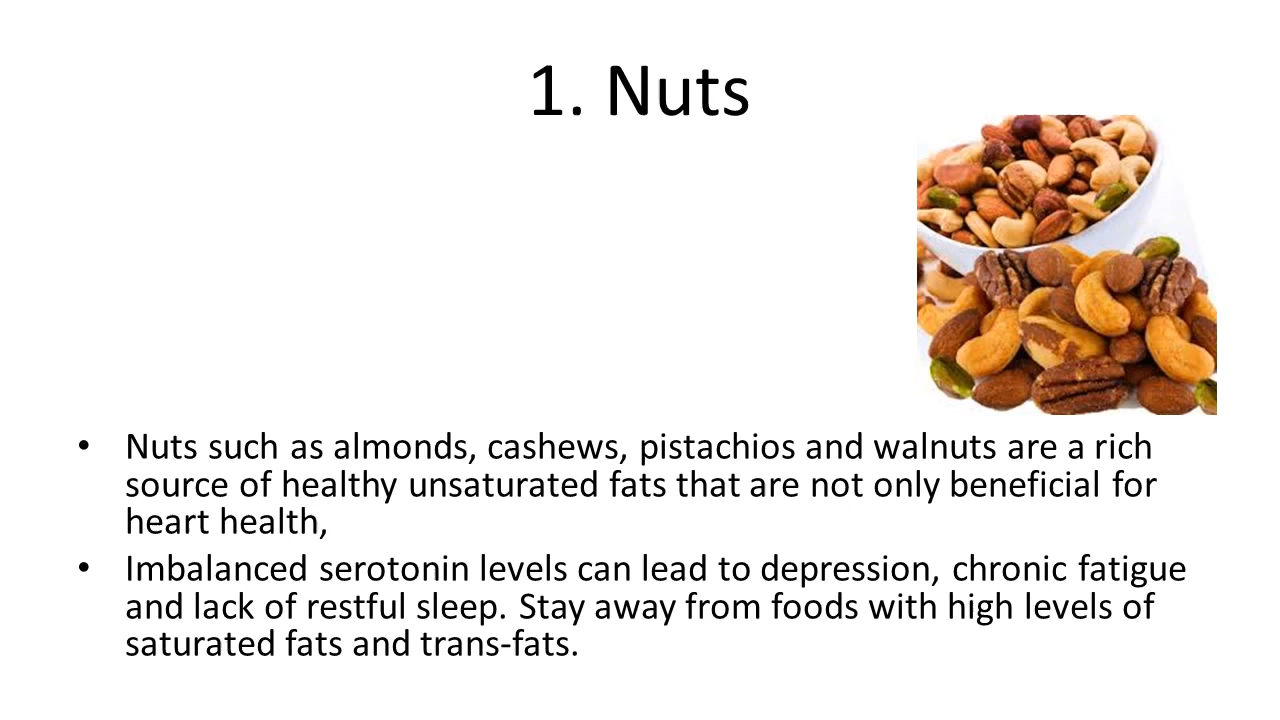 1. Nuts
• Nuts such as almonds, cashews, pistachios and walnuts are a rich
source of healthy unsaturated fats that are not only beneficial for
heart health,
• Imbalanced serotonin levels can lead to depression, chronic fatigue
and lack of restful sleep. Stay away from foods with high levels of
saturated fats and trans-fats.